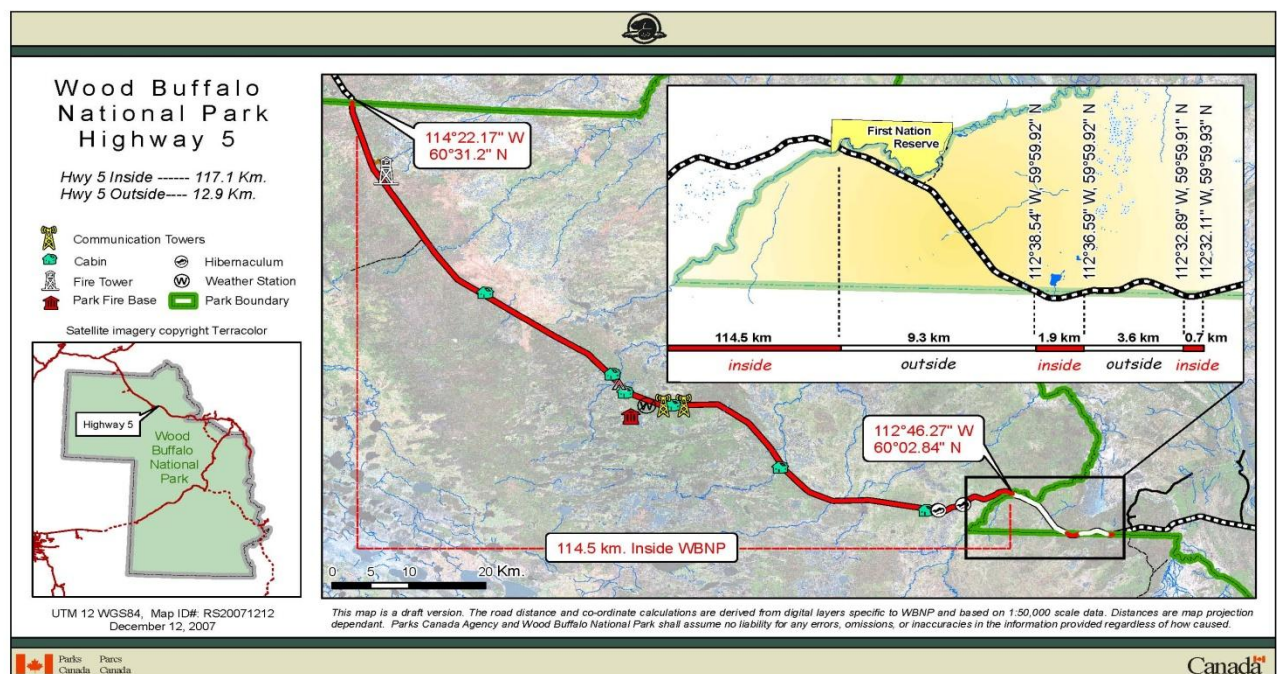 Wood Buffalo
National Park
Highway 5
Hwy 5 Inside ------ 117.1 Km.
Hwy 5 Outside---- 12.9 Km.
Communication Towers
Cabin
Fire Tower
Park Fire Base
Hibernaculum
W Weather Station
Park Boundary
Satellite imagery copyright Terracolor
Highway 5
Wood
Buffalo
National
Park
UTM 12 WGS84, Map ID#: RS20071212
December 12, 2007
114°22.17" W
60°31.2" N
W
112°46.27" W
60°02.84" N
114.5 km. Inside WBNP
0 5 10 20 Km.
First Nation
Reserve
112°38.54" W, 59°59.92" N
112°36.59" W, 59°59.92" N
112°32.89" W, 59°59.91" N
112°32.11" W, 59°59.93" N
114.5 km 9.3 km 1.9 km 3.6 km 0.7 km
inside outside inside outside inside
This map is a draft version. The road distance and co-ordinate calculations are derived from digital layers specific to WBNP and based on 1:50,000 scale data. Distances are map projection
dependant. Parks Canada Agency and Wood Buffalo National Park shall assume no liability for any errors, omissions, or inaccuracies in the information provided regardless of how caused.
Parks Parcs
Canada Canada
Canada